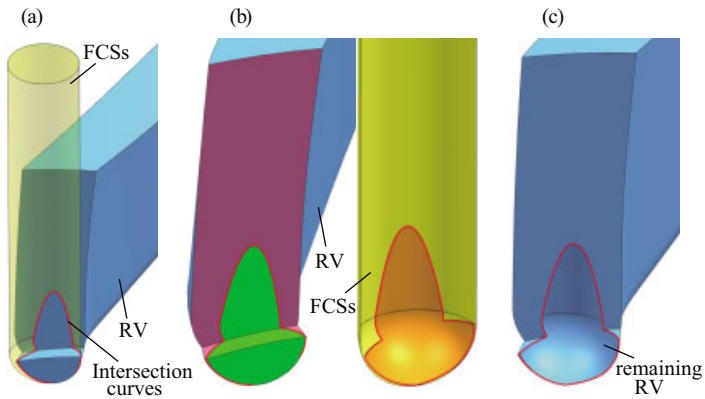 (a)
FCSs
RV
Intersection
curves
(b)
RV
FCSs
(c)
remaining
RV